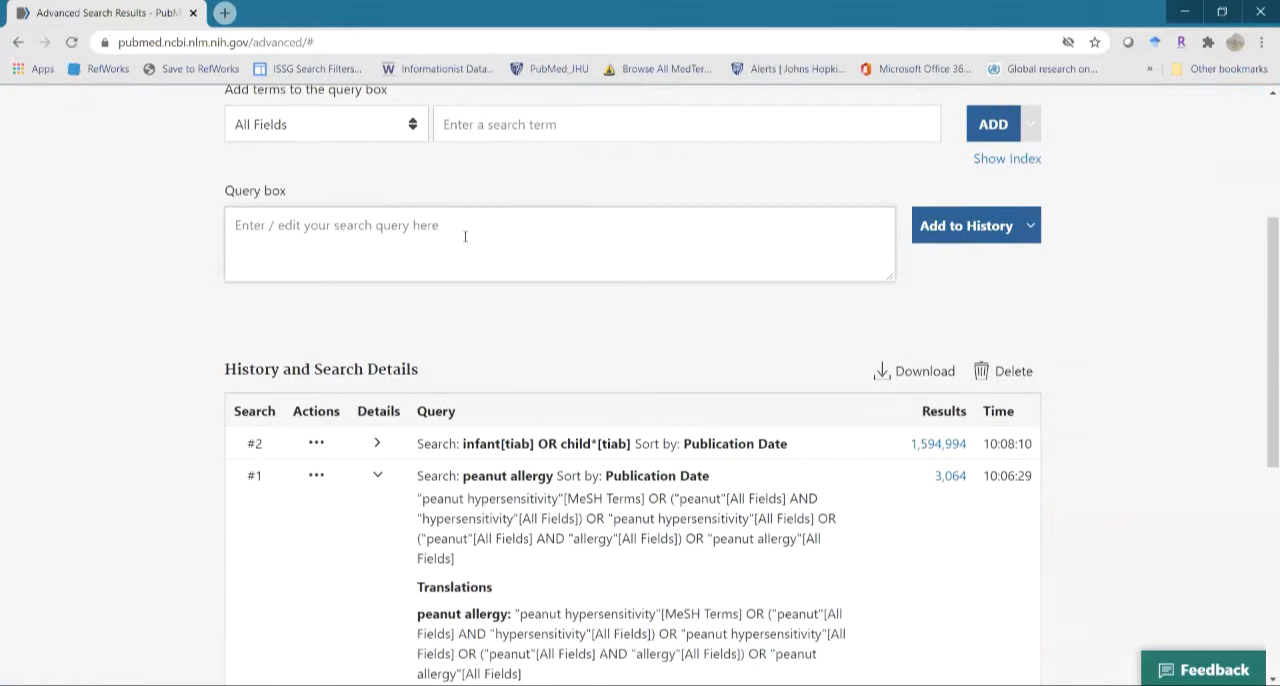 Advanced Search Results - PubM
pubmed.ncbi.nlm.nih.gov/advanced/#
Apps RefWorks Save to RefWorks ISSG Search Filters... Informationist Data... PubMed_JHU Browse All MedTer... Alerts | Johns Hopki... Microsoft Office 36... Global research on... » Other bookmarks
Add terms to the query box
All Fields Enter a search term ADD
Show Index
Query box
Enter / edit your search query here Add to History
History and Search Details Download Delete
Search Actions Details Query Results Time
#2 ••• Search: infant[tiab] OR child*[tiab] Sort by: Publication Date 1,594,994 10:08:10
#1 ••• Search: peanut allergy Sort by: Publication Date 3,064 10:06:29
"peanut hypersensitivity"[MeSH Terms] OR ("peanut"[All Fields] AND
"hypersensitivity"[All Fields]) OR "peanut hypersensitivity"[All Fields] OR
("peanut"[All Fields] AND "allergy"[All Fields]) OR "peanut allergy"[All
Fields]
Translations
peanut allergy: "peanut hypersensitivity"[MeSH Terms] OR ("peanut"[All
Fields] AND "hypersensitivity"[All Fields]) OR "peanut hypersensitivity"[All
Fields] OR ("peanut"[All Fields] AND "allergy"[All Fields]) OR "peanut
allergy"[All Fields]
Feedback